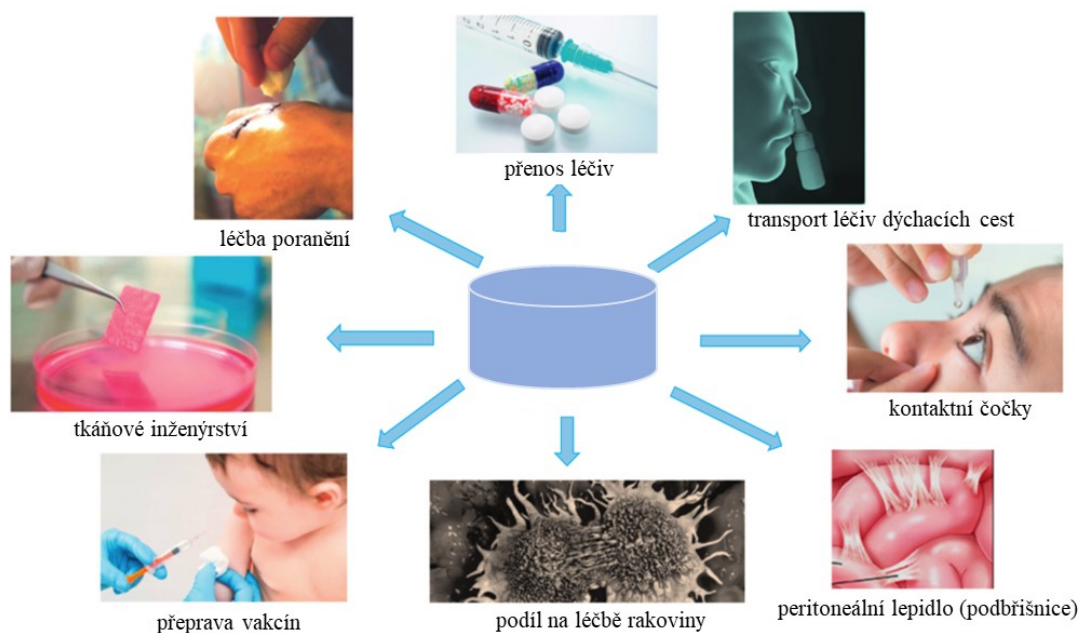 přenos léčiv
transport léčiv dýchacích cest
léčba poranění
kontaktní čočky
tkáňové inženýrství
peritoneální lepidlo (podbřišnice)
přeprava vakcín
podíl na léčbě rakoviny